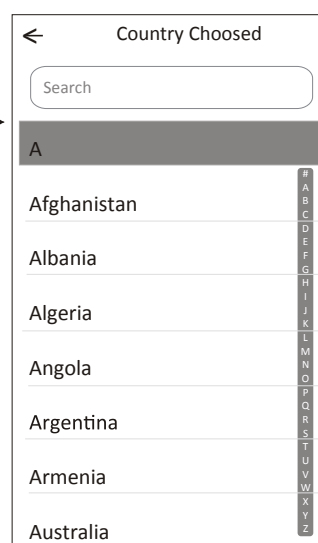 Country Choosed
Search
A
Afghanistan
Albania
Algeria
Angola
Argentina
Armenia
Australia
#
A
B
C
D
E
F
G
H
I
J
K
L
M
N
O
P
Q
R
S
T
U
V
W
X
Y
Z